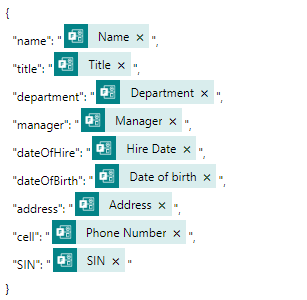 {
"name": " Name × ",
"title": " Title × ",
"department": " Department × ",
"manager": " Manager × ",
"dateOfHire": " Hire Date × ",
"dateOfBirth": " Date of birth × ",
"address": " Address × ",
"cell": " Phone Number × ",
"SIN": " SIN × "
}